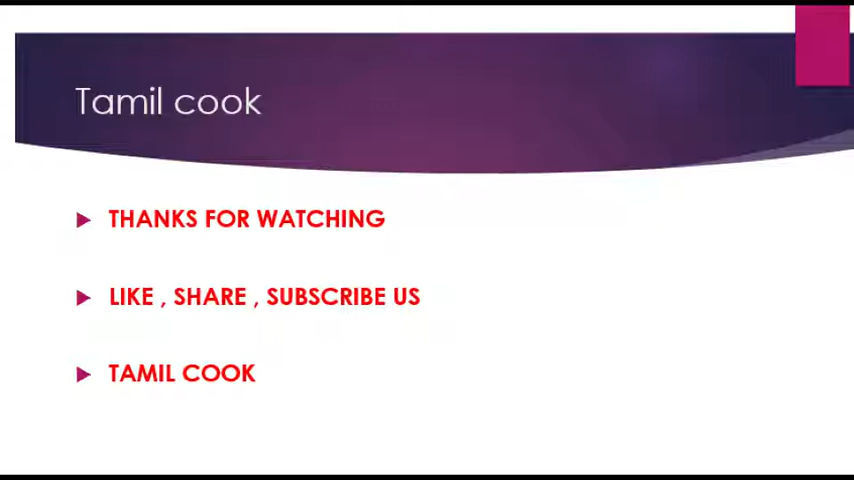 Tamil cook
THANKS FOR WATCHING
LIKE , SHARE , SUBSCRIBE US
TAMIL COOK